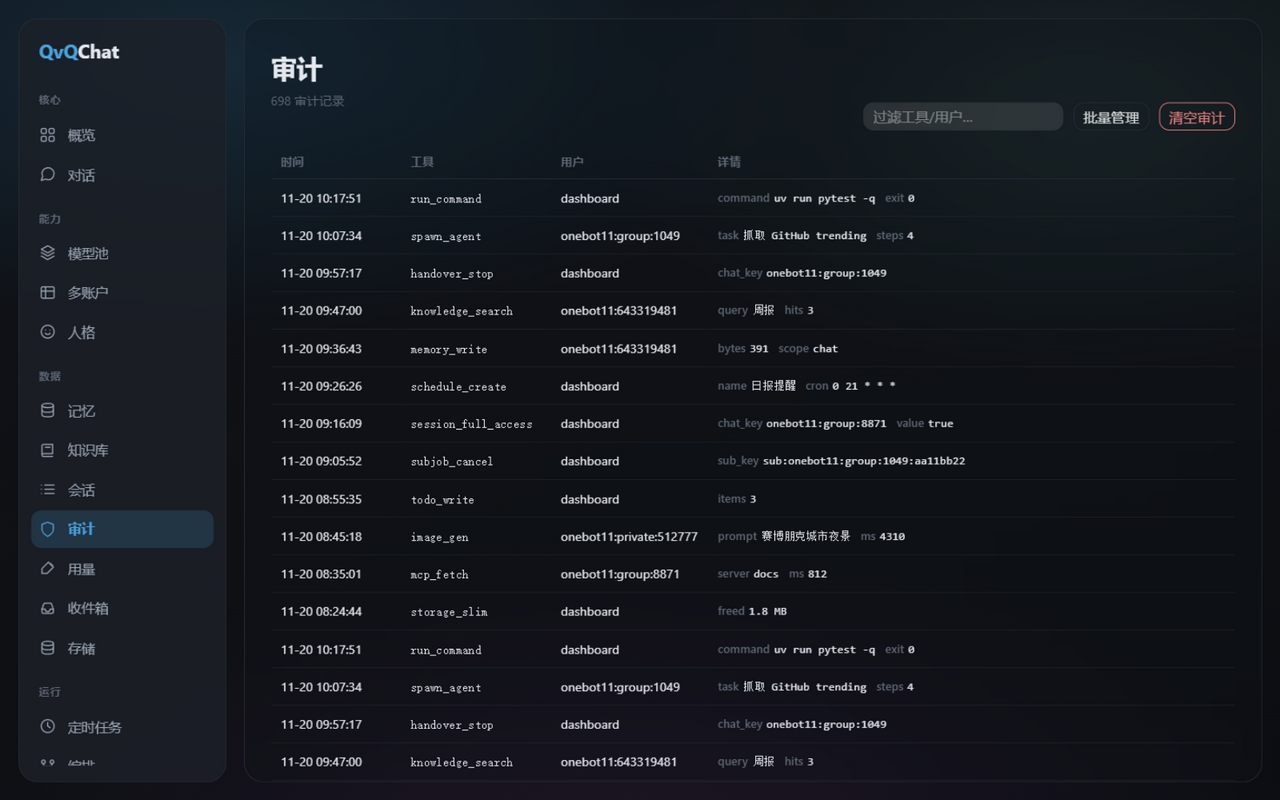 QvQChat
核心
概览
对话
能力
模型池
多账户
人格
数据
记忆
知识库
会话
审计
用量
收件箱
存储
运行
定时任务
审计
698 审计记录
过滤工具/用户...
批量管理
清空审计
时间 工具 用户 详情
11-20 10:17:51 run_command dashboard command uv run pytest -q exit 0
11-20 10:07:34 spawn_agent onebot11:group:1049 task 抓取 GitHub trending steps 4
11-20 09:57:17 handover_stop dashboard chat_key onebot11:group:1049
11-20 09:47:00 knowledge_search onebot11:643319481 query 周报 hits 3
11-20 09:36:43 memory_write onebot11:643319481 bytes 391 scope chat
11-20 09:26:26 schedule_create dashboard name 日报提醒 cron 0 21 * * *
11-20 09:16:09 session_full_access dashboard chat_key onebot11:group:8871 value true
11-20 09:05:52 subjob_cancel dashboard sub_key sub:onebot11:group:1049:aa11bb22
11-20 08:55:35 todo_write dashboard items 3
11-20 08:45:18 image_gen onebot11:private:512777 prompt 赛博朋克城市夜景 ms 4310
11-20 08:35:01 mcp_fetch onebot11:group:8871 server docs ms 812
11-20 08:24:44 storage_slim dashboard freed 1.8 MB
11-20 10:17:51 run_command dashboard command uv run pytest -q exit 0
11-20 10:07:34 spawn_agent onebot11:group:1049 task 抓取 GitHub trending steps 4
11-20 09:57:17 handover_stop dashboard chat_key onebot11:group:1049
11-20 09:47:00 knowledge_search onebot11:643319481 query 周报 hits 3